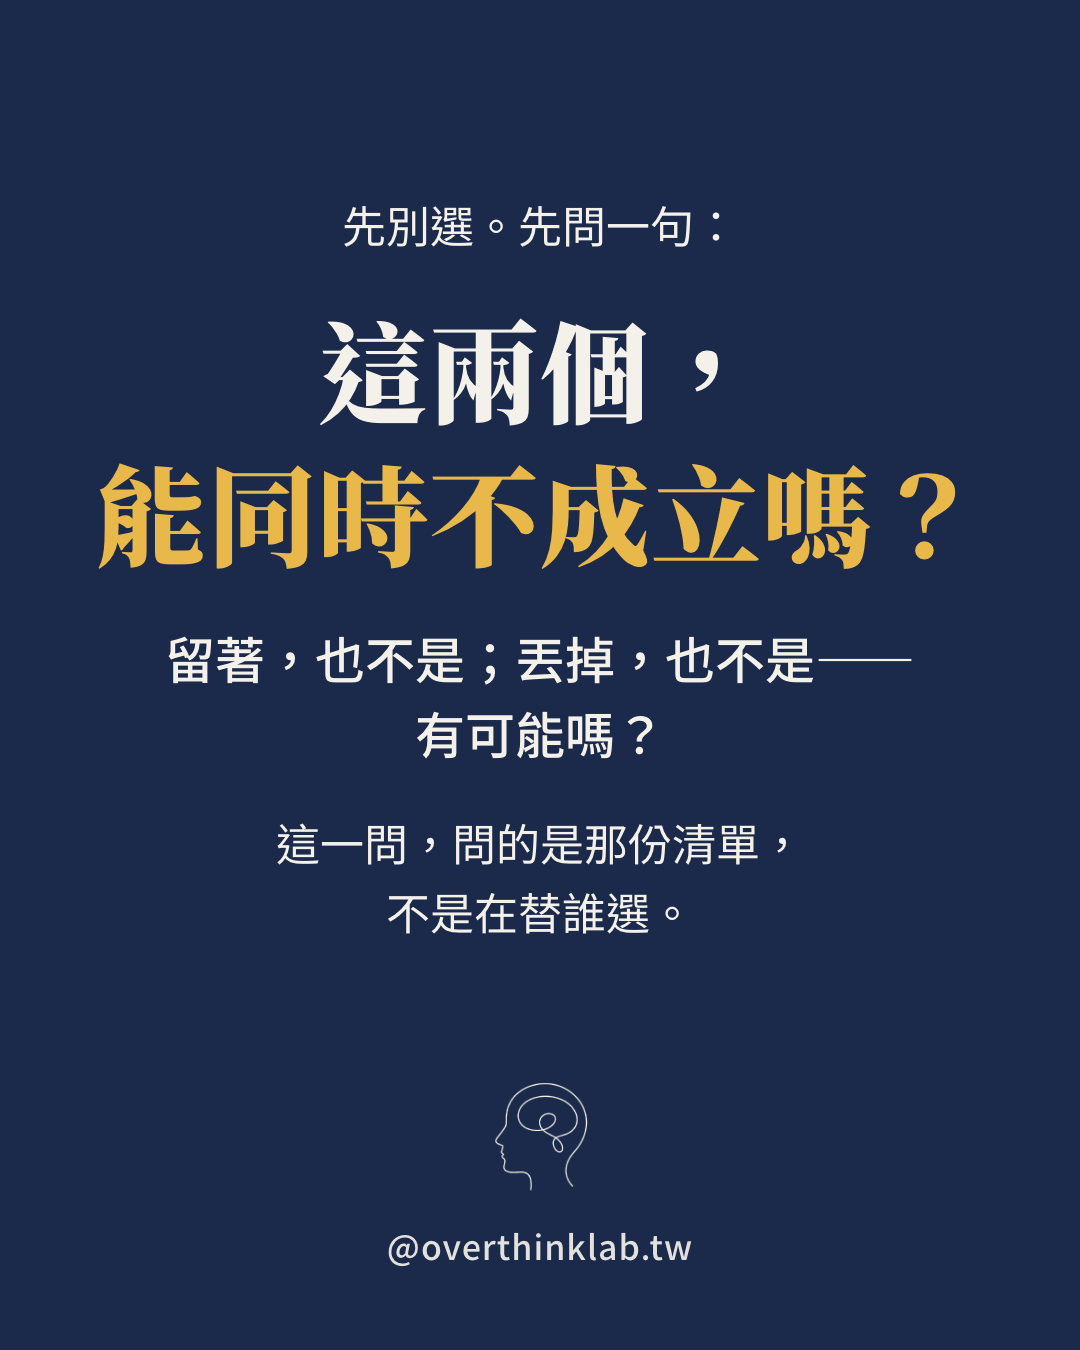 先別選。先問一句：
這兩個，
能同時不成立嗎？
留著，也不是；丟掉，也不是——
有可能嗎？
這一問，問的是那份清單，
不是在替誰選。
@overthinklab.tw